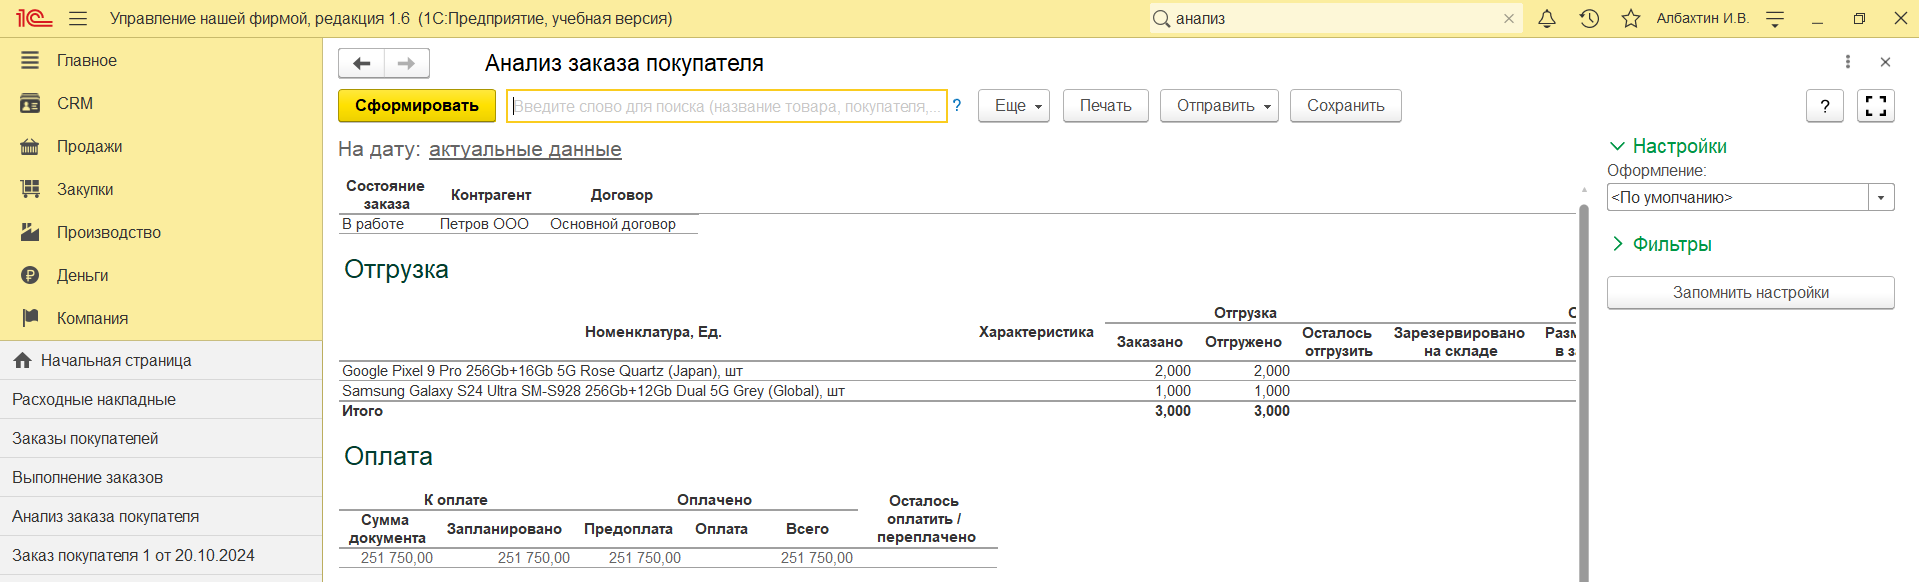 1С Управление нашей фирмой, редакция 1.6 (1С:Предприятие, учебная версия) анализ Албахтин И.В.
Главное
CRM
Продажи
Закупки
Производство
Деньги
Компания
Начальная страница
Расходные накладные
Заказы покупателей
Выполнение заказов
Анализ заказа покупателя
Заказ покупателя 1 от 20.10.2024
Анализ заказа покупателя
Сформировать Введите слово для поиска (название товара, покупателя,... ? Еще Печать Отправить Сохранить ?
На дату: актуальные данные
Состояние заказа Контрагент Договор
В работе Петров ООО Основной договор
Отгрузка
Отгрузка
Номенклатура, Ед. Характеристика Заказано Отгружено Осталось отгрузить Зарезервировано на складе
Google Pixel 9 Pro 256Gb+16Gb 5G Rose Quartz (Japan), шт 2,000 2,000
Samsung Galaxy S24 Ultra SM-S928 256Gb+12Gb Dual 5G Grey (Global), шт 1,000 1,000
Итого 3,000 3,000
Оплата
К оплате Оплачено Осталось оплатить / переплачено
Сумма документа Запланировано Предоплата Оплата Всего
251 750,00 251 750,00 251 750,00 251 750,00
Настройки
Оформление:
<По умолчанию>
Фильтры
Запомнить настройки